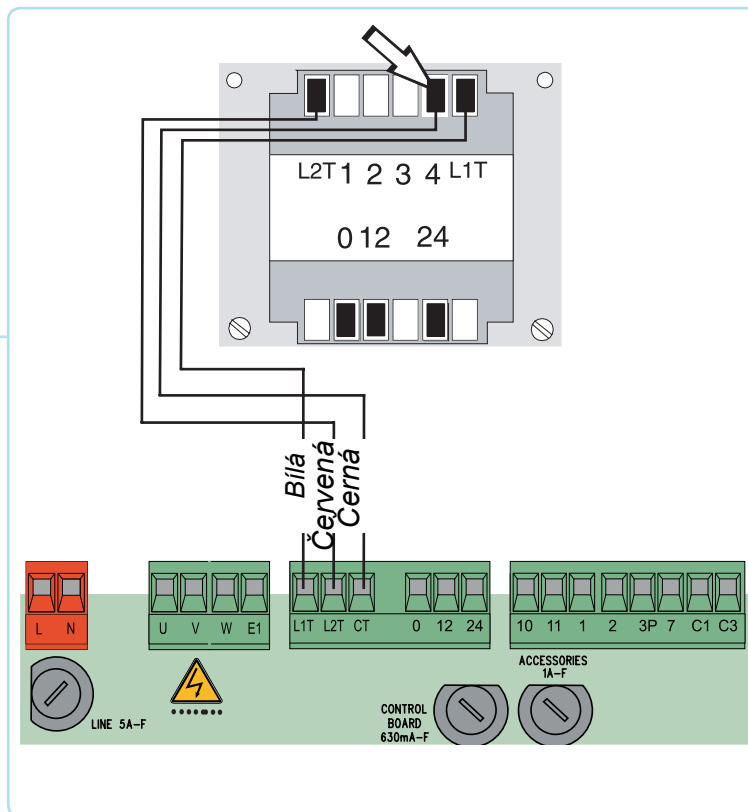 L2T 1 2 3 4 L1T
0 12 24
Bílá
Červená
Černá
L N
U V W E1
L1T L2T CT
0 12 24
10 11 1 2 3P 7 C1 C3
LINE 5A-F
CONTROL
BOARD
630mA-F
ACCESSORIES
1A-F